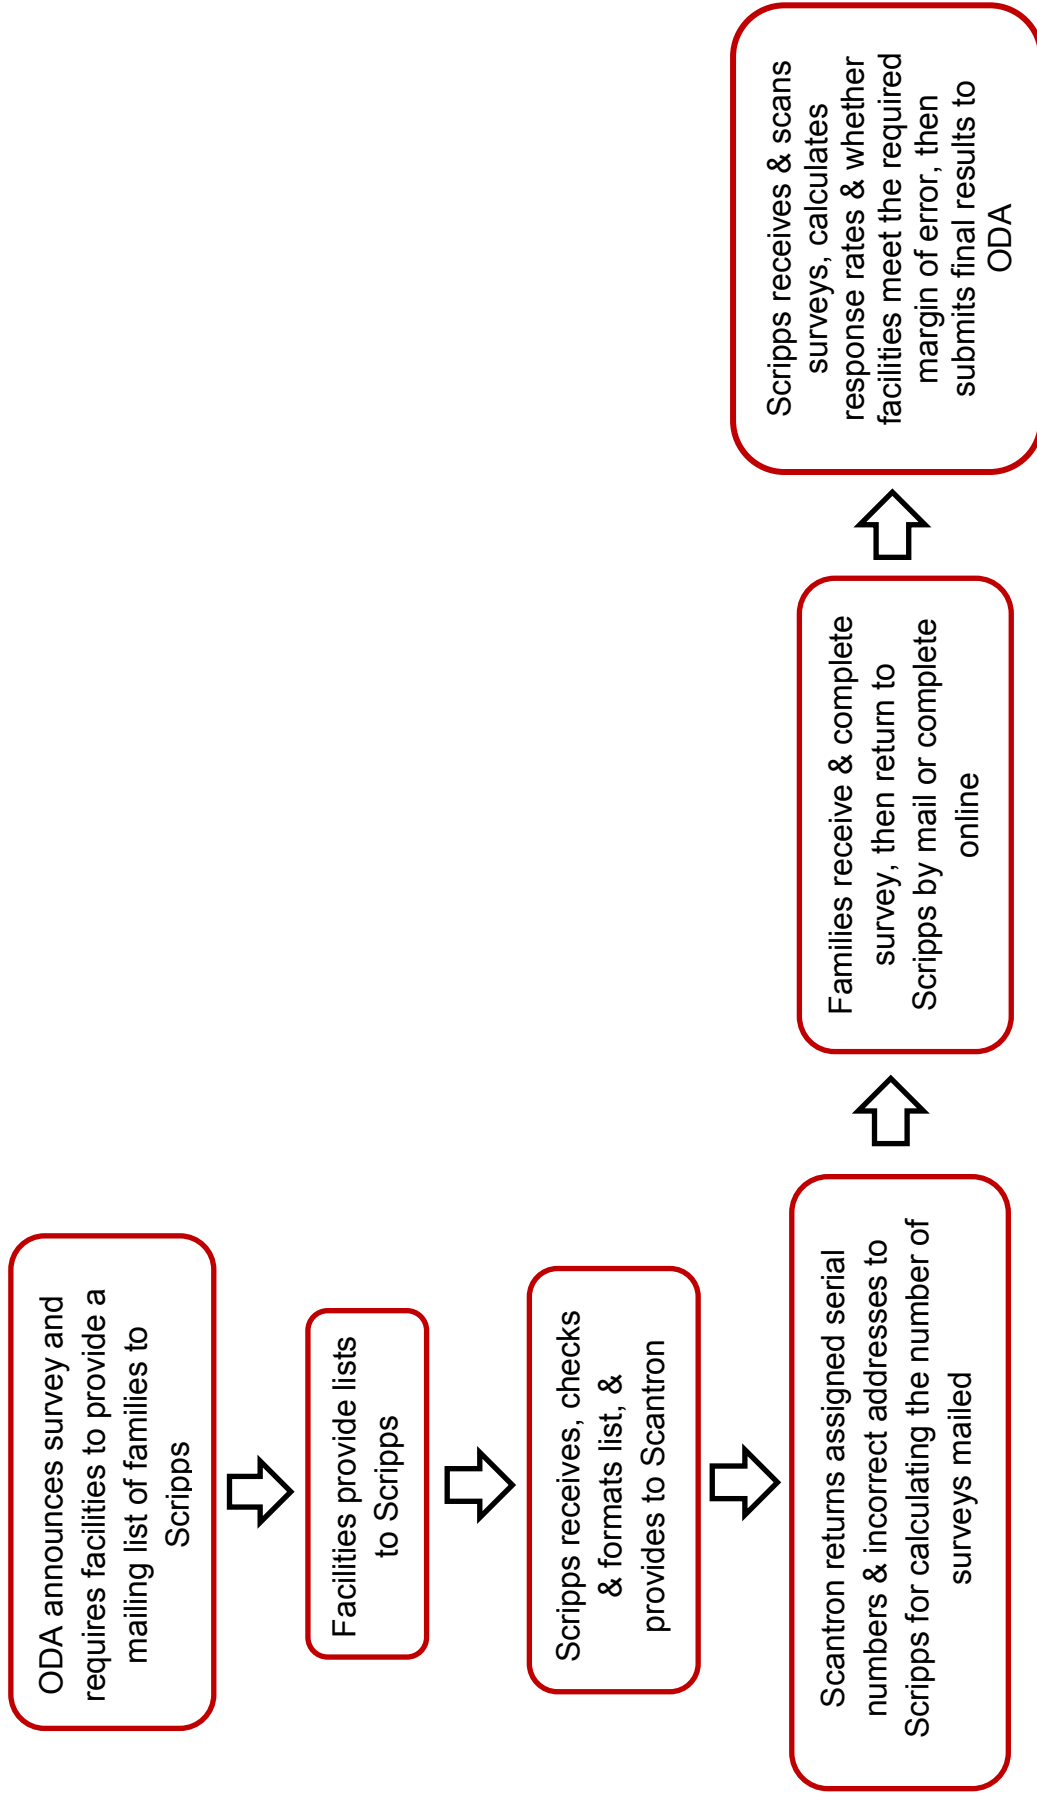 ODA announces survey and
requires facilities to provide a
mailing list of families to
Scripps
Facilities provide lists
to Scripps
Scripps receives, checks
& formats list, &
provides to Scantron
Scantron returns assigned serial
numbers & incorrect addresses to
Scripps for calculating the number of
surveys mailed
Families receive & complete
survey, then return to
Scripps by mail or complete
online
Scripps receives & scans
surveys, calculates
response rates & whether
facilities meet the required
margin of error, then
submits final results to
ODA